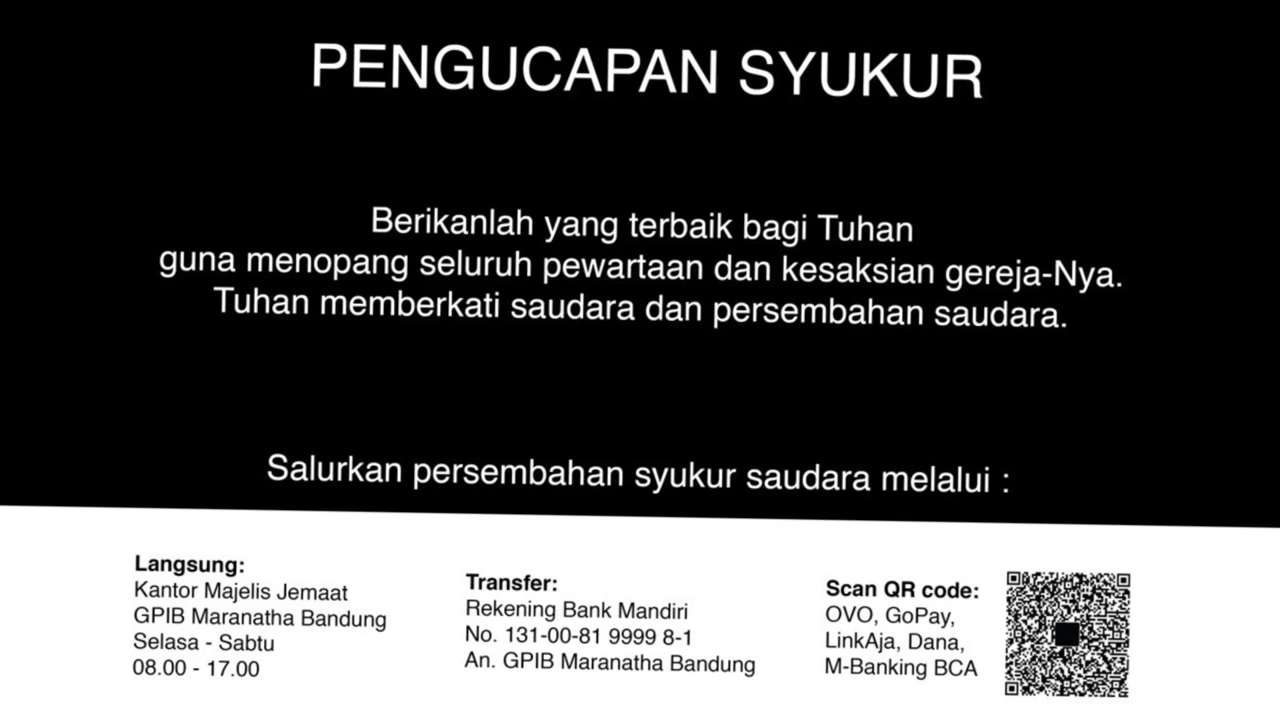 PENGUCAPAN SYUKUR
Berikanlah yang terbaik bagi Tuhan
guna menopang seluruh pewartaan dan kesaksian gereja-Nya.
Tuhan memberkati saudara dan persembahan saudara.
Salurkan persembahan syukur saudara melalui :
Langsung:
Kantor Majelis Jemaat
GPIB Maranatha Bandung
Selasa - Sabtu
08.00 - 17.00
Transfer:
Rekening Bank Mandiri
No. 131-00-81 9999 8-1
An. GPIB Maranatha Bandung
Scan QR code:
OVO, GoPay,
LinkAja, Dana,
M-Banking BCA